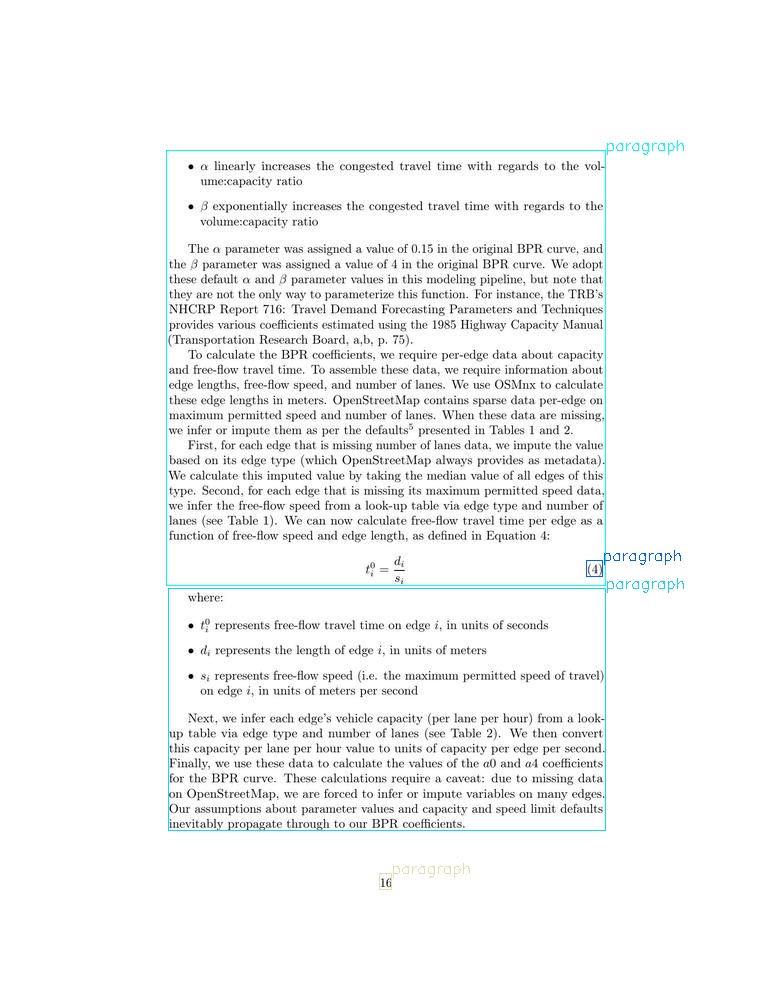 paragraph
• α linearly increases the congested travel time with regards to the vol-
ume:capacity ratio
• β exponentially increases the congested travel time with regards to the
volume:capacity ratio
The α parameter was assigned a value of 0.15 in the original BPR curve, and
the β parameter was assigned a value of 4 in the original BPR curve. We adopt
these default α and β parameter values in this modeling pipeline, but note that
they are not the only way to parameterize this function. For instance, the TRB's
NHCRP Report 716: Travel Demand Forecasting Parameters and Techniques
provides various coefficients estimated using the 1985 Highway Capacity Manual
(Transportation Research Board, a,b, p. 75).
To calculate the BPR coefficients, we require per-edge data about capacity
and free-flow travel time. To assemble these data, we require information about
edge lengths, free-flow speed, and number of lanes. We use OSMnx to calculate
these edge lengths in meters. OpenStreetMap contains sparse data per-edge on
maximum permitted speed and number of lanes. When these data are missing,
we infer or impute them as per the defaults⁵ presented in Tables 1 and 2.
First, for each edge that is missing number of lanes data, we impute the value
based on its edge type (which OpenStreetMap always provides as metadata).
We calculate this imputed value by taking the median value of all edges of this
type. Second, for each edge that is missing its maximum permitted speed data,
we infer the free-flow speed from a look-up table via edge type and number of
lanes (see Table 1). We can now calculate free-flow travel time per edge as a
function of free-flow speed and edge length, as defined in Equation 4:
paragraph
t_i^0 = d_i / s_i (4)
paragraph
where:
• t_i^0 represents free-flow travel time on edge i, in units of seconds
• d_i represents the length of edge i, in units of meters
• s_i represents free-flow speed (i.e. the maximum permitted speed of travel)
on edge i, in units of meters per second
Next, we infer each edge's vehicle capacity (per lane per hour) from a look-
up table via edge type and number of lanes (see Table 2). We then convert
this capacity per lane per hour value to units of capacity per edge per second.
Finally, we use these data to calculate the values of the a0 and a4 coefficients
for the BPR curve. These calculations require a caveat: due to missing data
on OpenStreetMap, we are forced to infer or impute variables on many edges.
Our assumptions about parameter values and capacity and speed limit defaults
inevitably propagate through to our BPR coefficients.
paragraph
16